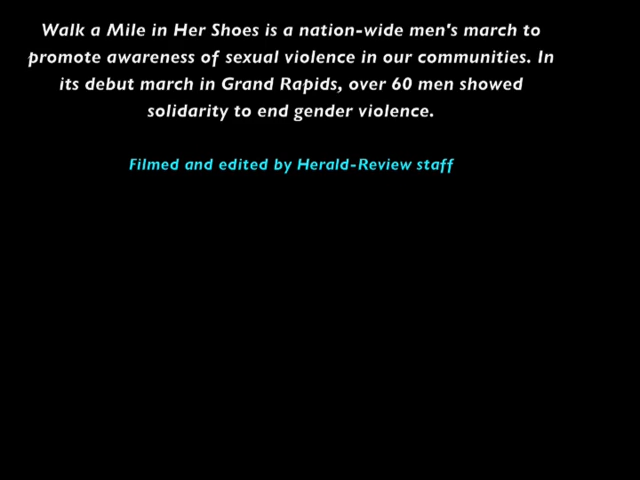 Walk a Mile in Her Shoes is a nation-wide men's march to
promote awareness of sexual violence in our communities. In
its debut march in Grand Rapids, over 60 men showed
solidarity to end gender violence.
Filmed and edited by Herald-Review staff